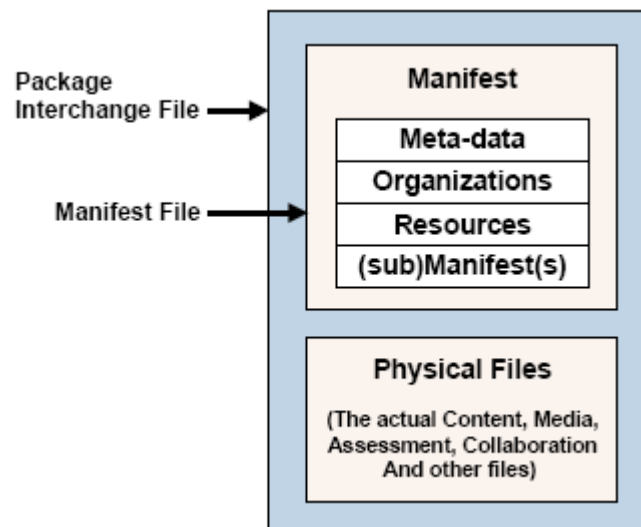 Package
Interchange File
Manifest File
Manifest
Meta-data
Organizations
Resources
(sub)Manifest(s)
Physical Files
(The actual Content, Media,
Assessment, Collaboration
And other files)